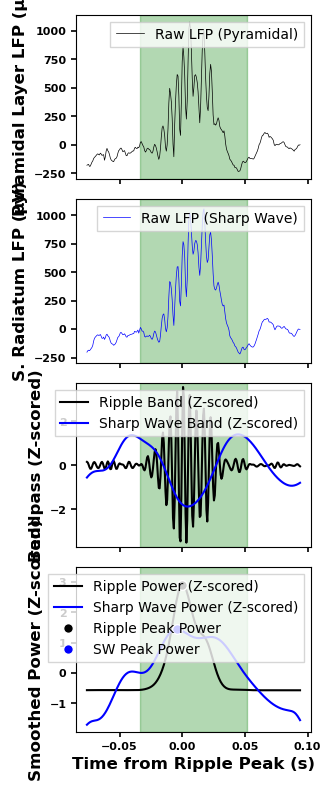 Pyramidal Layer LFP (µ
1000
750
500
250
0
−250
Raw LFP (Pyramidal)
S. Radiatum LFP (µV)
1000
750
500
250
0
−250
Raw LFP (Sharp Wave)
Bandpass (Z-scored)
2
0
−2
Ripple Band (Z-scored)
Sharp Wave Band (Z-scored)
Smoothed Power (Z-scored)
3
2
1
0
−1
Ripple Power (Z-scored)
Sharp Wave Power (Z-scored)
Ripple Peak Power
SW Peak Power
−0.05
0.00
0.05
0.10
Time from Ripple Peak (s)